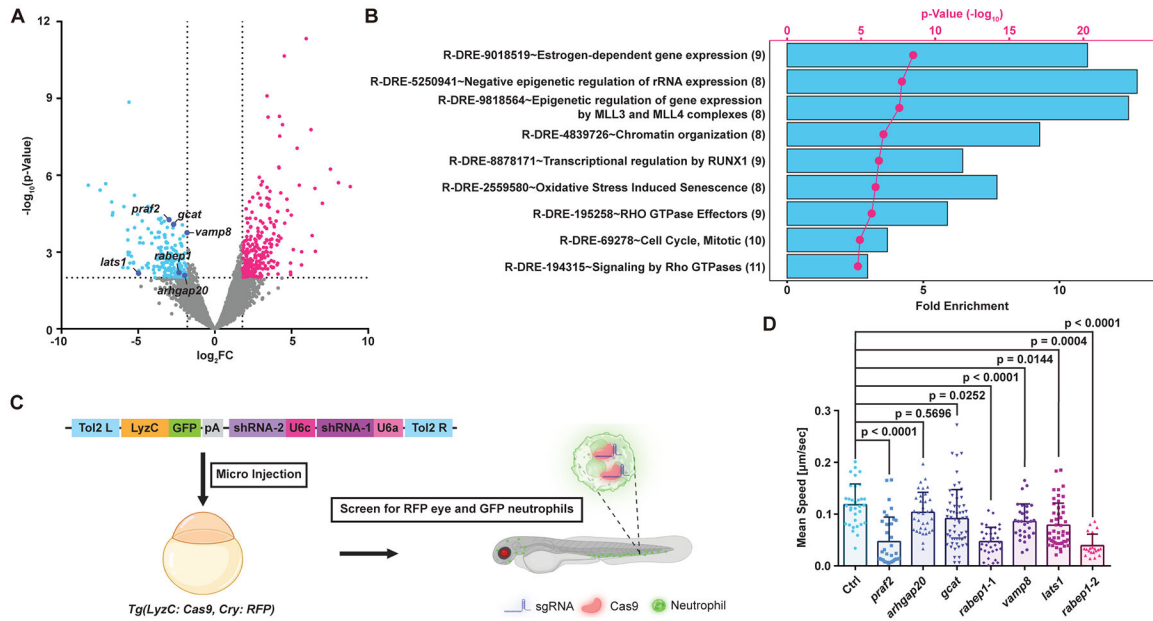 A
12
9
6
3
0
-log10(p-Value)
praf2
gcat
vamp8
lats1
rabep1
arhgap20
-10
-5
0
5
10
log2FC
B
p-Value (-log10)
0
5
10
15
20
R-DRE-9018519~Estrogen-dependent gene expression (9)
R-DRE-5250941~Negative epigenetic regulation of rRNA expression (8)
R-DRE-9818564~Epigenetic regulation of gene expression
by MLL3 and MLL4 complexes (8)
R-DRE-4839726~Chromatin organization (8)
R-DRE-8878171~Transcriptional regulation by RUNX1 (9)
R-DRE-2559580~Oxidative Stress Induced Senescence (8)
R-DRE-195258~RHO GTPase Effectors (9)
R-DRE-69278~Cell Cycle, Mitotic (10)
R-DRE-194315~Signaling by Rho GTPases (11)
0
5
10
Fold Enrichment
C
Tol2 L
LyzC
GFP
pA
shRNA-2
U6c
shRNA-1
U6a
Tol2 R
Micro Injection
Screen for RFP eye and GFP neutrophils
Tg(LyzC: Cas9, Cry: RFP)
sgRNA
Cas9
Neutrophil
D
p < 0.0001
p = 0.0004
p = 0.0144
p < 0.0001
p = 0.0252
p = 0.5696
p < 0.0001
0.3
0.2
0.1
0.0
Mean Speed [μm/sec]
Ctrl
praf2
arhgap20
gcat
rabep1-1
vamp8
lats1
rabep1-2